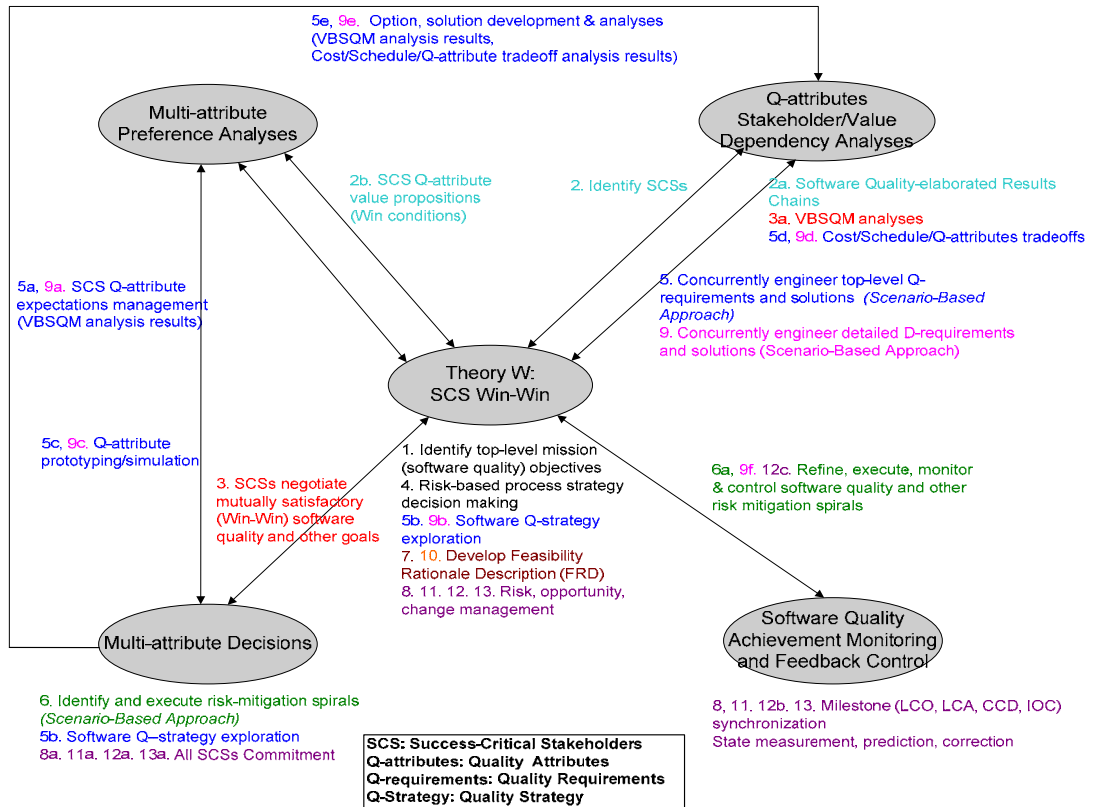 5e, 9e. Option, solution development & analyses
(VBSQM analysis results,
Cost/Schedule/Q-attribute tradeoff analysis results)
Multi-attribute
Preference Analyses
Q-attributes
Stakeholder/Value
Dependency Analyses
2b. SCS Q-attribute
value propositions
(Win conditions)
2. Identify SCSs
2a. Software Quality-elaborated Results
Chains
3a. VBSQM analyses
5d, 9d. Cost/Schedule/Q-attributes tradeoffs
5a, 9a. SCS Q-attribute
expectations management
(VBSQM analysis results)
5. Concurrently engineer top-level Q-
requirements and solutions (Scenario-Based
Approach)
9. Concurrently engineer detailed D-requirements
and solutions (Scenario-Based Approach)
Theory W:
SCS Win-Win
5c, 9c. Q-attribute
prototyping/simulation
3. SCSs negotiate
mutually satisfactory
(Win-Win) software
quality and other goals
1. Identify top-level mission
(software quality) objectives
4. Risk-based process strategy
decision making
5b, 9b. Software Q-strategy
exploration
7. 10. Develop Feasibility
Rationale Description (FRD)
8. 11. 12. 13. Risk, opportunity,
change management
6a, 9f. 12c. Refine, execute, monitor
& control software quality and other
risk mitigation spirals
Multi-attribute Decisions
Software Quality
Achievement Monitoring
and Feedback Control
6. Identify and execute risk-mitigation spirals
(Scenario-Based Approach)
5b. Software Q–strategy exploration
8a. 11a. 12a. 13a. All SCSs Commitment
8, 11. 12b. 13. Milestone (LCO, LCA, CCD, IOC)
synchronization
State measurement, prediction, correction
SCS: Success-Critical Stakeholders
Q-attributes: Quality Attributes
Q-requirements: Quality Requirements
Q-Strategy: Quality Strategy